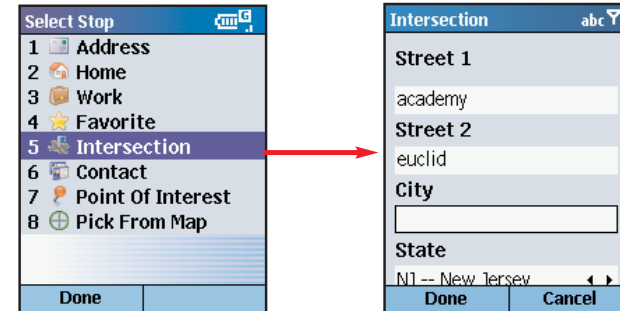 Select Stop
1 Address
2 Home
3 Work
4 Favorite
5 Intersection
6 Contact
7 Point Of Interest
8 Pick From Map
Done
Intersection abc
Street 1
academy
Street 2
euclid
City
State
NJ -- New Jersey
Done Cancel